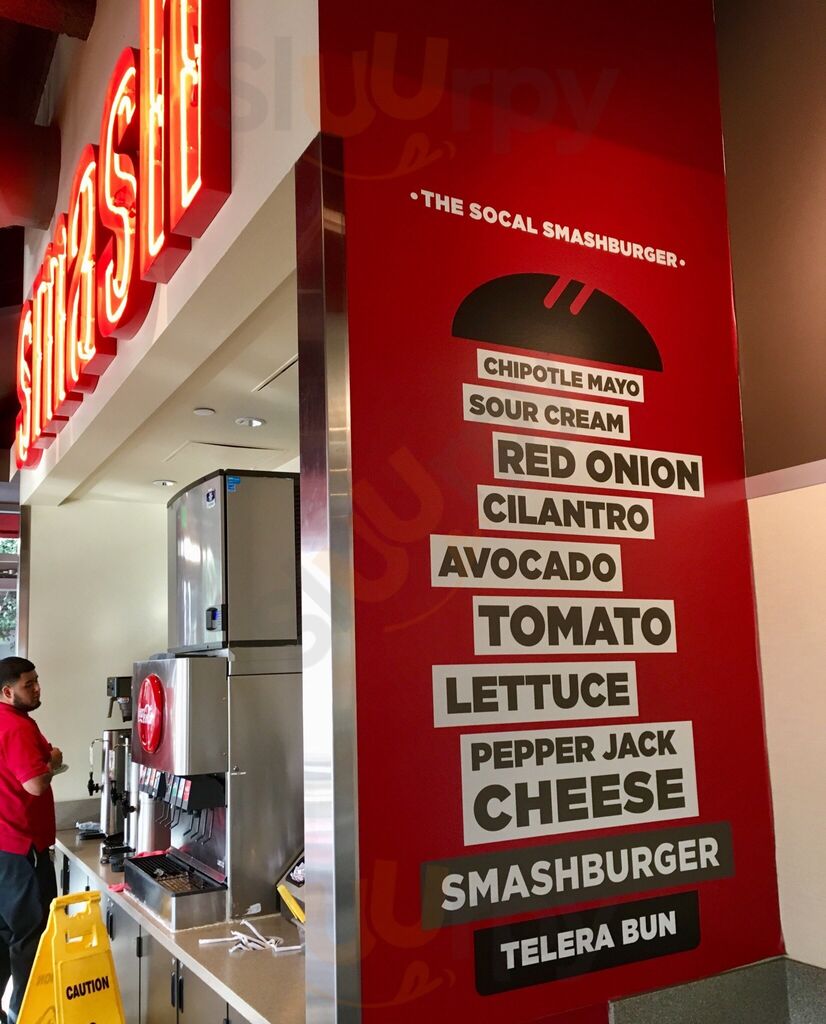 Sluurpy
smash
•THE SOCAL SMASHBURGER•
CHIPOTLE MAYO
SOUR CREAM
RED ONION
CILANTRO
AVOCADO
TOMATO
LETTUCE
PEPPER JACK
CHEESE
SMASHBURGER
TELERA BUN
CAUTION